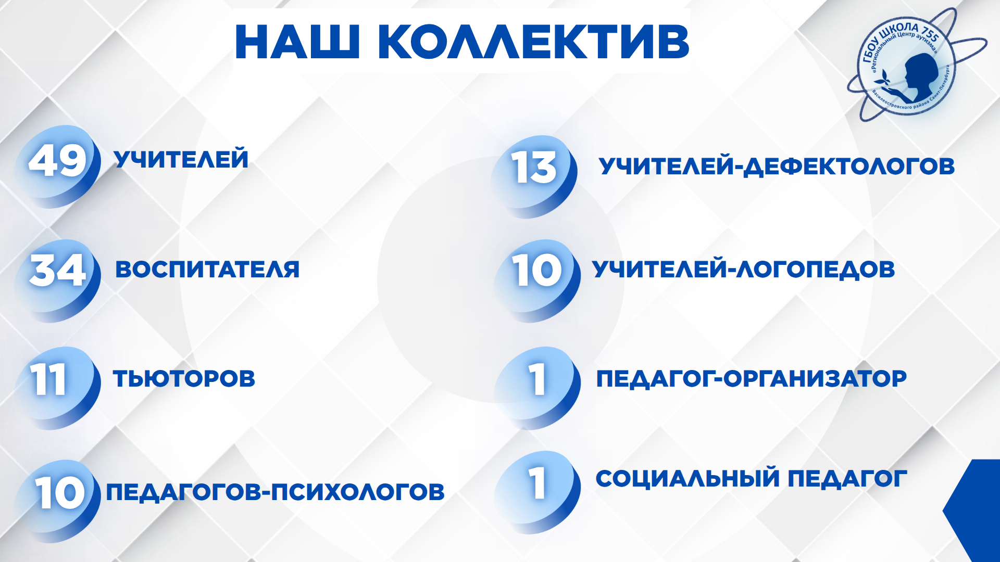 НАШ КОЛЛЕКТИВ
ГБОУ ШКОЛА 755
«Региональный Центр аутизма»
Василеостровского района Санкт-Петербурга
49 УЧИТЕЛЕЙ
34 ВОСПИТАТЕЛЯ
11 ТЬЮТОРОВ
10 ПЕДАГОГОВ-ПСИХОЛОГОВ
13 УЧИТЕЛЕЙ-ДЕФЕКТОЛОГОВ
10 УЧИТЕЛЕЙ-ЛОГОПЕДОВ
1 ПЕДАГОГ-ОРГАНИЗАТОР
1 СОЦИАЛЬНЫЙ ПЕДАГОГ